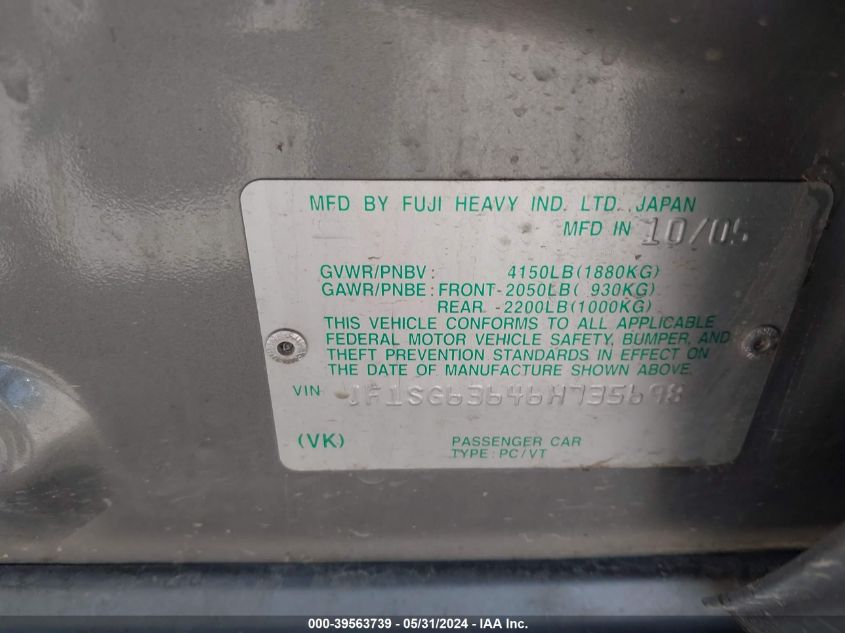 MFD BY FUJI HEAVY IND. LTD. JAPAN
MFD IN 10/05
GVWR/PNBV : 4150LB(1880KG)
GAWR/PNBE : FRONT-2050LB( 930KG)
REAR -2200LB(1000KG)
THIS VEHICLE CONFORMS TO ALL APPLICABLE
FEDERAL MOTOR VEHICLE SAFETY, BUMPER, AND
THEFT PREVENTION STANDARDS IN EFFECT ON
THE DATE OF MANUFACTURE SHOWN ABOVE.
VIN JF1SG63646H735698
(VK) PASSENGER CAR
TYPE : PC/VT
000-39563739 - 05/31/2024 - IAA Inc.